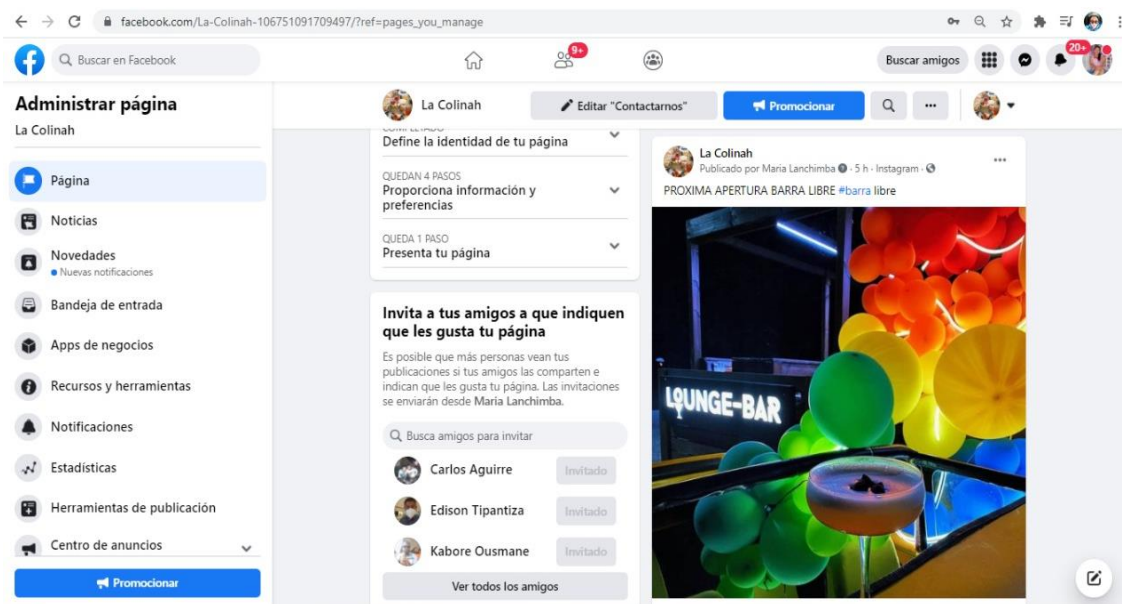 facebook.com/La-Colinah-106751091709497/?ref=pages_you_manage
Buscar en Facebook
9+
Buscar amigos
20+
Administrar página
La Colinah
Página
Noticias
Novedades
Nuevas notificaciones
Bandeja de entrada
Apps de negocios
Recursos y herramientas
Notificaciones
Estadísticas
Herramientas de publicación
Centro de anuncios
Promocionar
La Colinah
Editar "Contactarnos"
Promocionar
COMPLETADO
Define la identidad de tu página
QUEDAN 4 PASOS
Proporciona información y
preferencias
QUEDA 1 PASO
Presenta tu página
Invita a tus amigos a que indiquen
que les gusta tu página
Es posible que más personas vean tus
publicaciones si tus amigos las comparten e
indican que les gusta tu página. Las invitaciones
se enviarán desde Maria Lanchimba.
Busca amigos para invitar
Carlos Aguirre Invitado
Edison Tipantiza Invitado
Kabore Ousmane Invitado
Ver todos los amigos
La Colinah
Publicado por Maria Lanchimba · 5 h · Instagram ·
PROXIMA APERTURA BARRA LIBRE #barra libre
LOUNGE-BAR